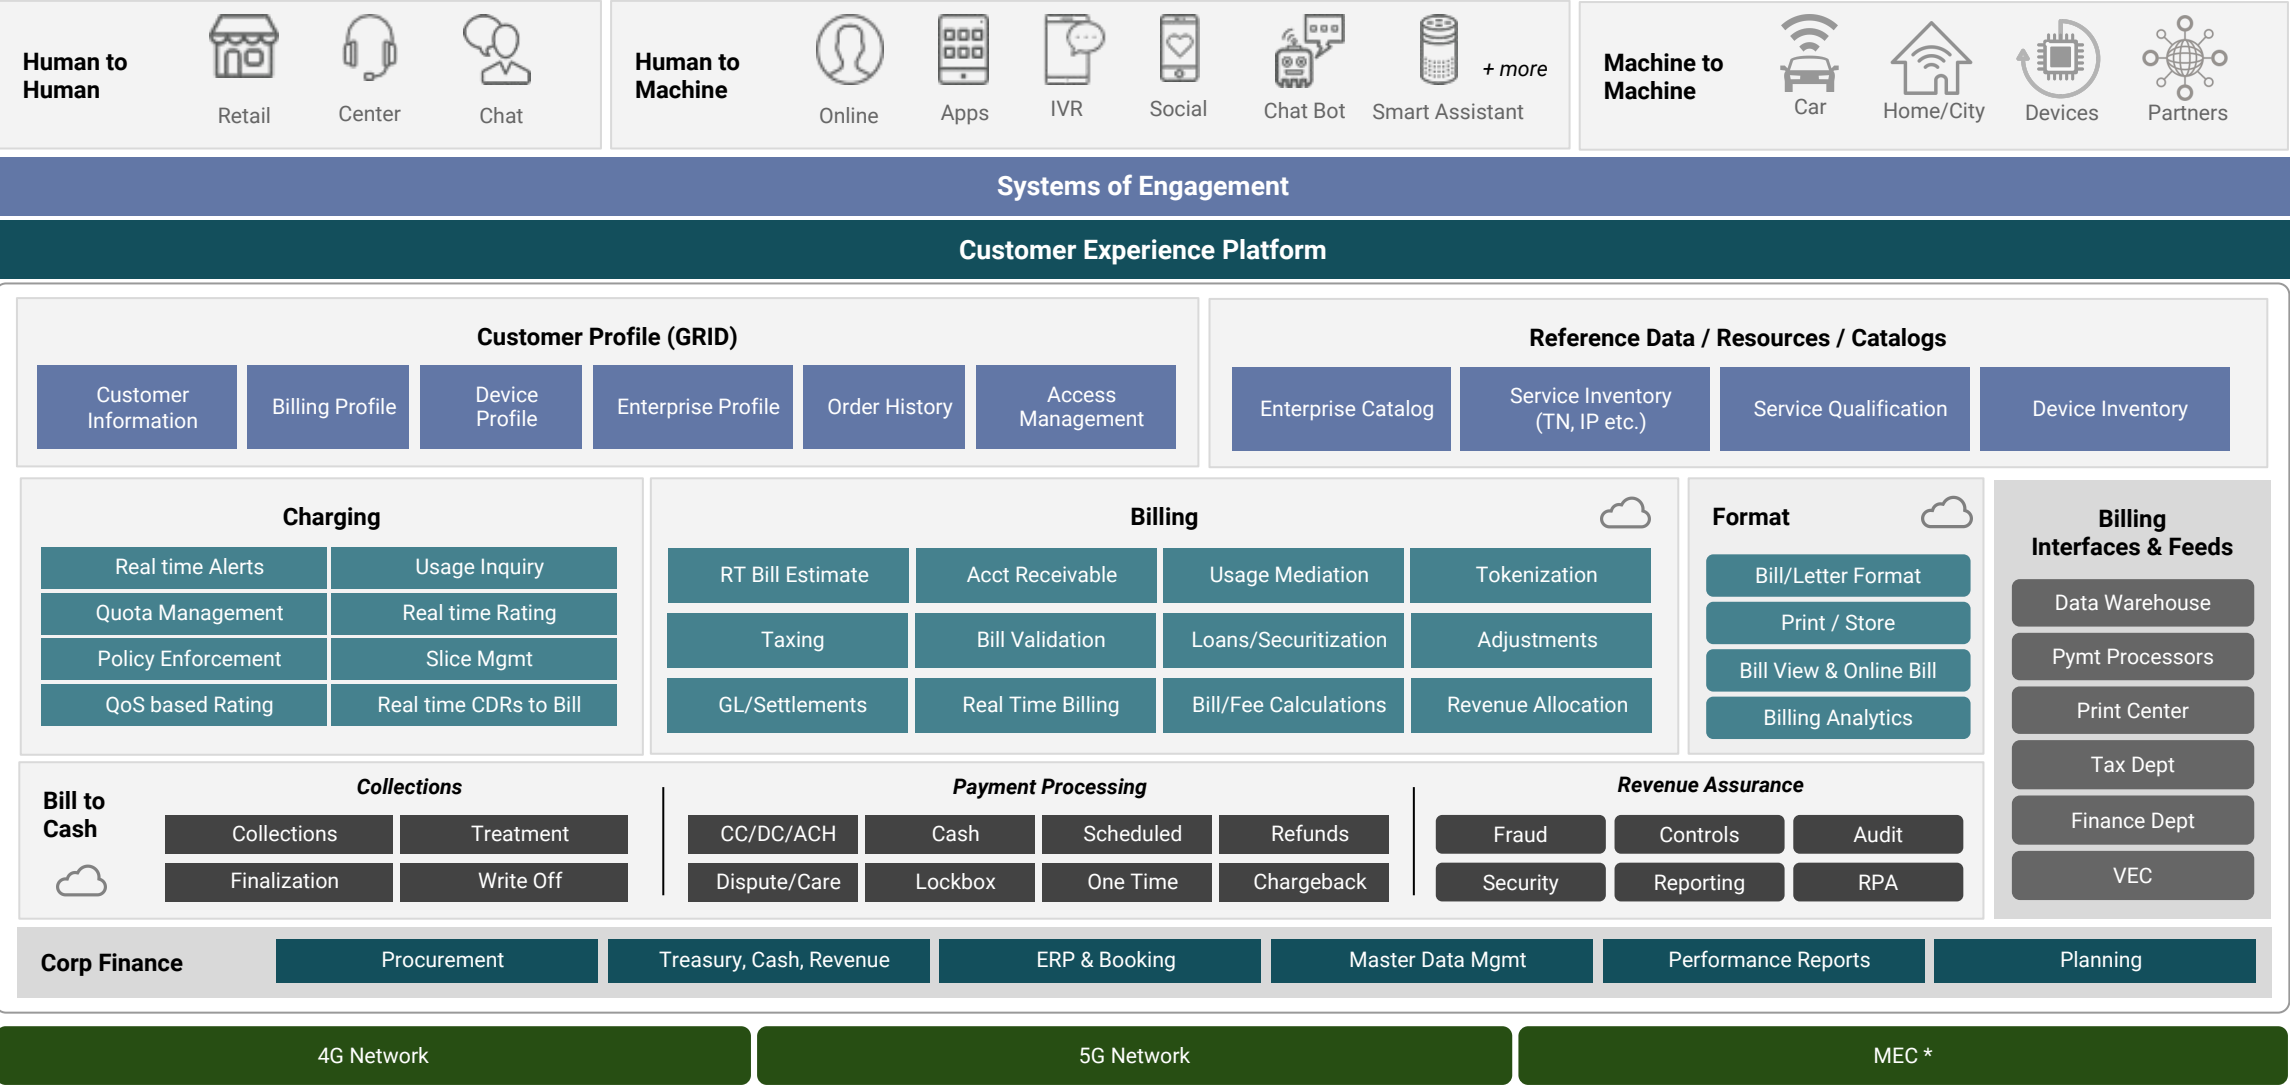 Human to
Human
Retail
Center
Chat
Human to
Machine
Online
Apps
IVR
Social
Chat Bot
Smart Assistant
+ more
Machine to
Machine
Car
Home/City
Devices
Partners
Systems of Engagement
Customer Experience Platform
Customer Profile (GRID)
Customer
Information
Billing Profile
Device
Profile
Enterprise Profile
Order History
Access
Management
Reference Data / Resources / Catalogs
Enterprise Catalog
Service Inventory
(TN, IP etc.)
Service Qualification
Device Inventory
Charging
Real time Alerts
Usage Inquiry
Quota Management
Real time Rating
Policy Enforcement
Slice Mgmt
QoS based Rating
Real time CDRs to Bill
Billing
RT Bill Estimate
Acct Receivable
Usage Mediation
Tokenization
Taxing
Bill Validation
Loans/Securitization
Adjustments
GL/Settlements
Real Time Billing
Bill/Fee Calculations
Revenue Allocation
Format
Bill/Letter Format
Print / Store
Bill View & Online Bill
Billing Analytics
Billing
Interfaces & Feeds
Data Warehouse
Pymt Processors
Print Center
Tax Dept
Finance Dept
VEC
Bill to
Cash
Collections
Collections
Treatment
Finalization
Write Off
Payment Processing
CC/DC/ACH
Cash
Scheduled
Refunds
Dispute/Care
Lockbox
One Time
Chargeback
Revenue Assurance
Fraud
Controls
Audit
Security
Reporting
RPA
Corp Finance
Procurement
Treasury, Cash, Revenue
ERP & Booking
Master Data Mgmt
Performance Reports
Planning
4G Network
5G Network
MEC *